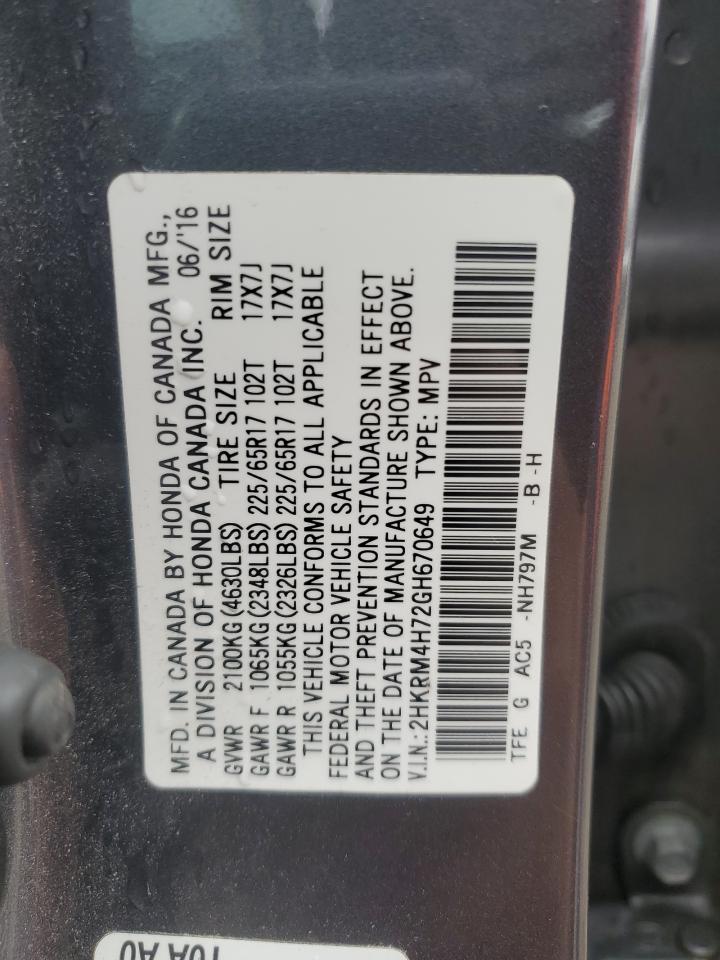 MFD. IN CANADA BY HONDA OF CANADA MFG.,
A DIVISION OF HONDA CANADA INC. 06/'16
GVWR 2100KG(4630LBS) TIRE SIZE RIM SIZE
GAWR F 1065KG(2348LBS) 225/65R17 102T 17X7J
GAWR R 1055KG(2326LBS) 225/65R17 102T 17X7J
THIS VEHICLE CONFORMS TO ALL APPLICABLE
FEDERAL MOTOR VEHICLE SAFETY
AND THEFT PREVENTION STANDARDS IN EFFECT
ON THE DATE OF MANUFACTURE SHOWN ABOVE.
V.I.N.: 2HKRM4H72GH670649 TYPE: MPV
TFE G AC5 -NH797M -B -H